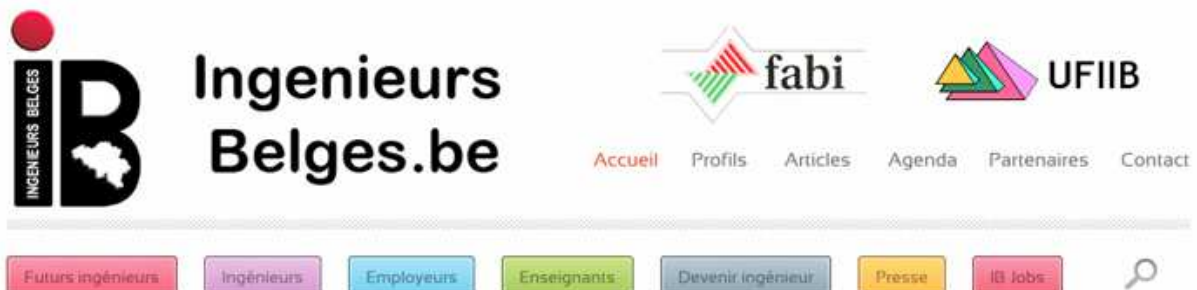 INGENIEURS BELGES
iB
Ingenieurs
Belges.be
fabi
UFIIB
Accueil Profils Articles Agenda Partenaires Contact
Futurs ingénieurs Ingénieurs Employeurs Enseignants Devenir ingénieur Presse IB Jobs